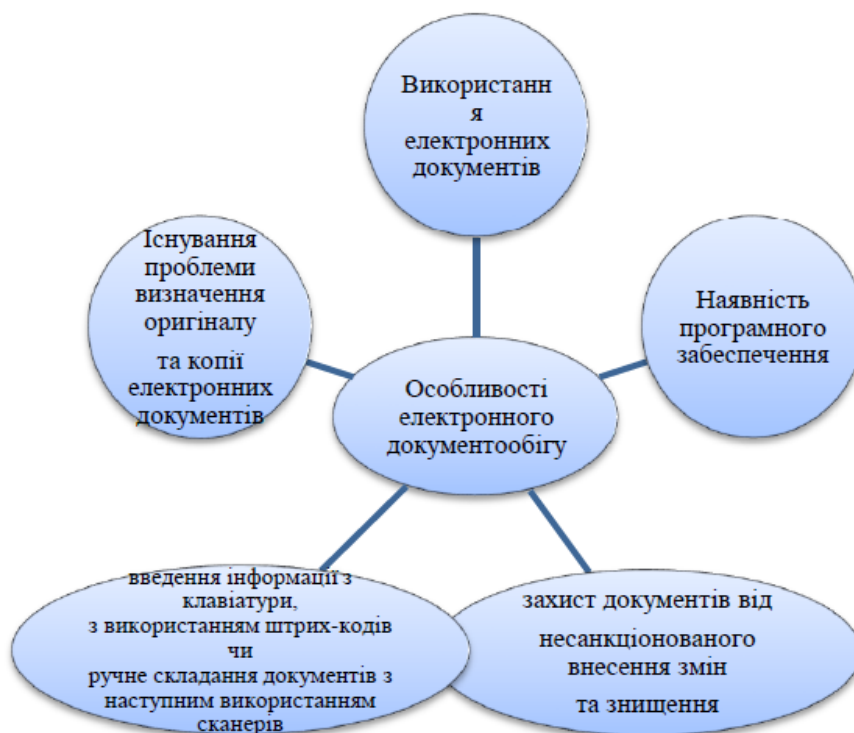 Використанн
я
електронних
документів
Існування
проблеми
визначення
оригіналу
та копії
електронних
документів
Наявність
програмного
забеспечення
Особливості
електронного
документообігу
введення інформації з
клавіатури,
з використанням штрих-кодів
чи
ручне складання документів з
наступним використанням
сканерів
захист документів від
несанкціонованого
внесення змін
та знищення